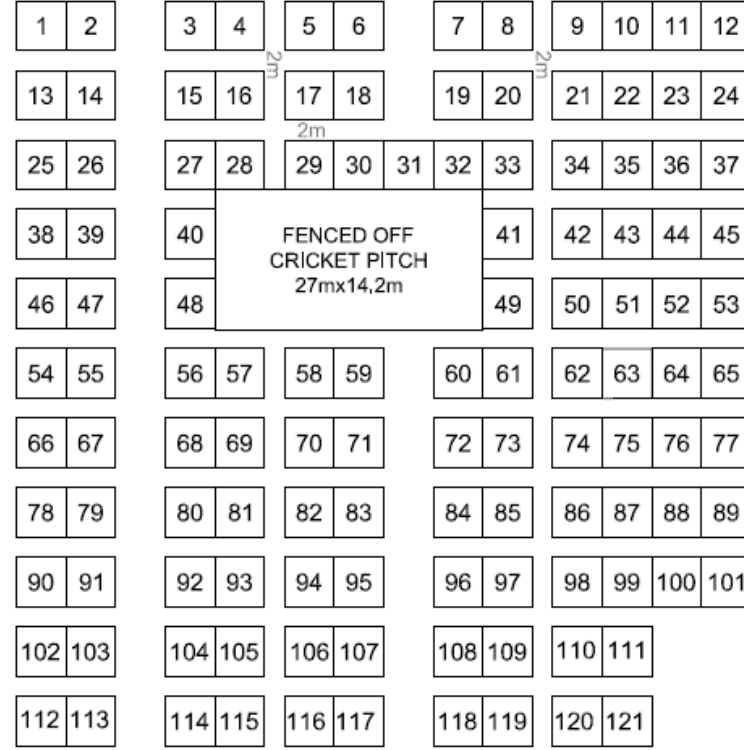 1 2 3 4 5 6 7 8 9 10 11 12
2m 2m
13 14 15 16 17 18 19 20 21 22 23 24
2m
25 26 27 28 29 30 31 32 33 34 35 36 37
38 39 40 41 42 43 44 45
FENCED OFF
CRICKET PITCH
27mx14,2m
46 47 48 49 50 51 52 53
54 55 56 57 58 59 60 61 62 63 64 65
66 67 68 69 70 71 72 73 74 75 76 77
78 79 80 81 82 83 84 85 86 87 88 89
90 91 92 93 94 95 96 97 98 99 100 101
102 103 104 105 106 107 108 109 110 111
112 113 114 115 116 117 118 119 120 121